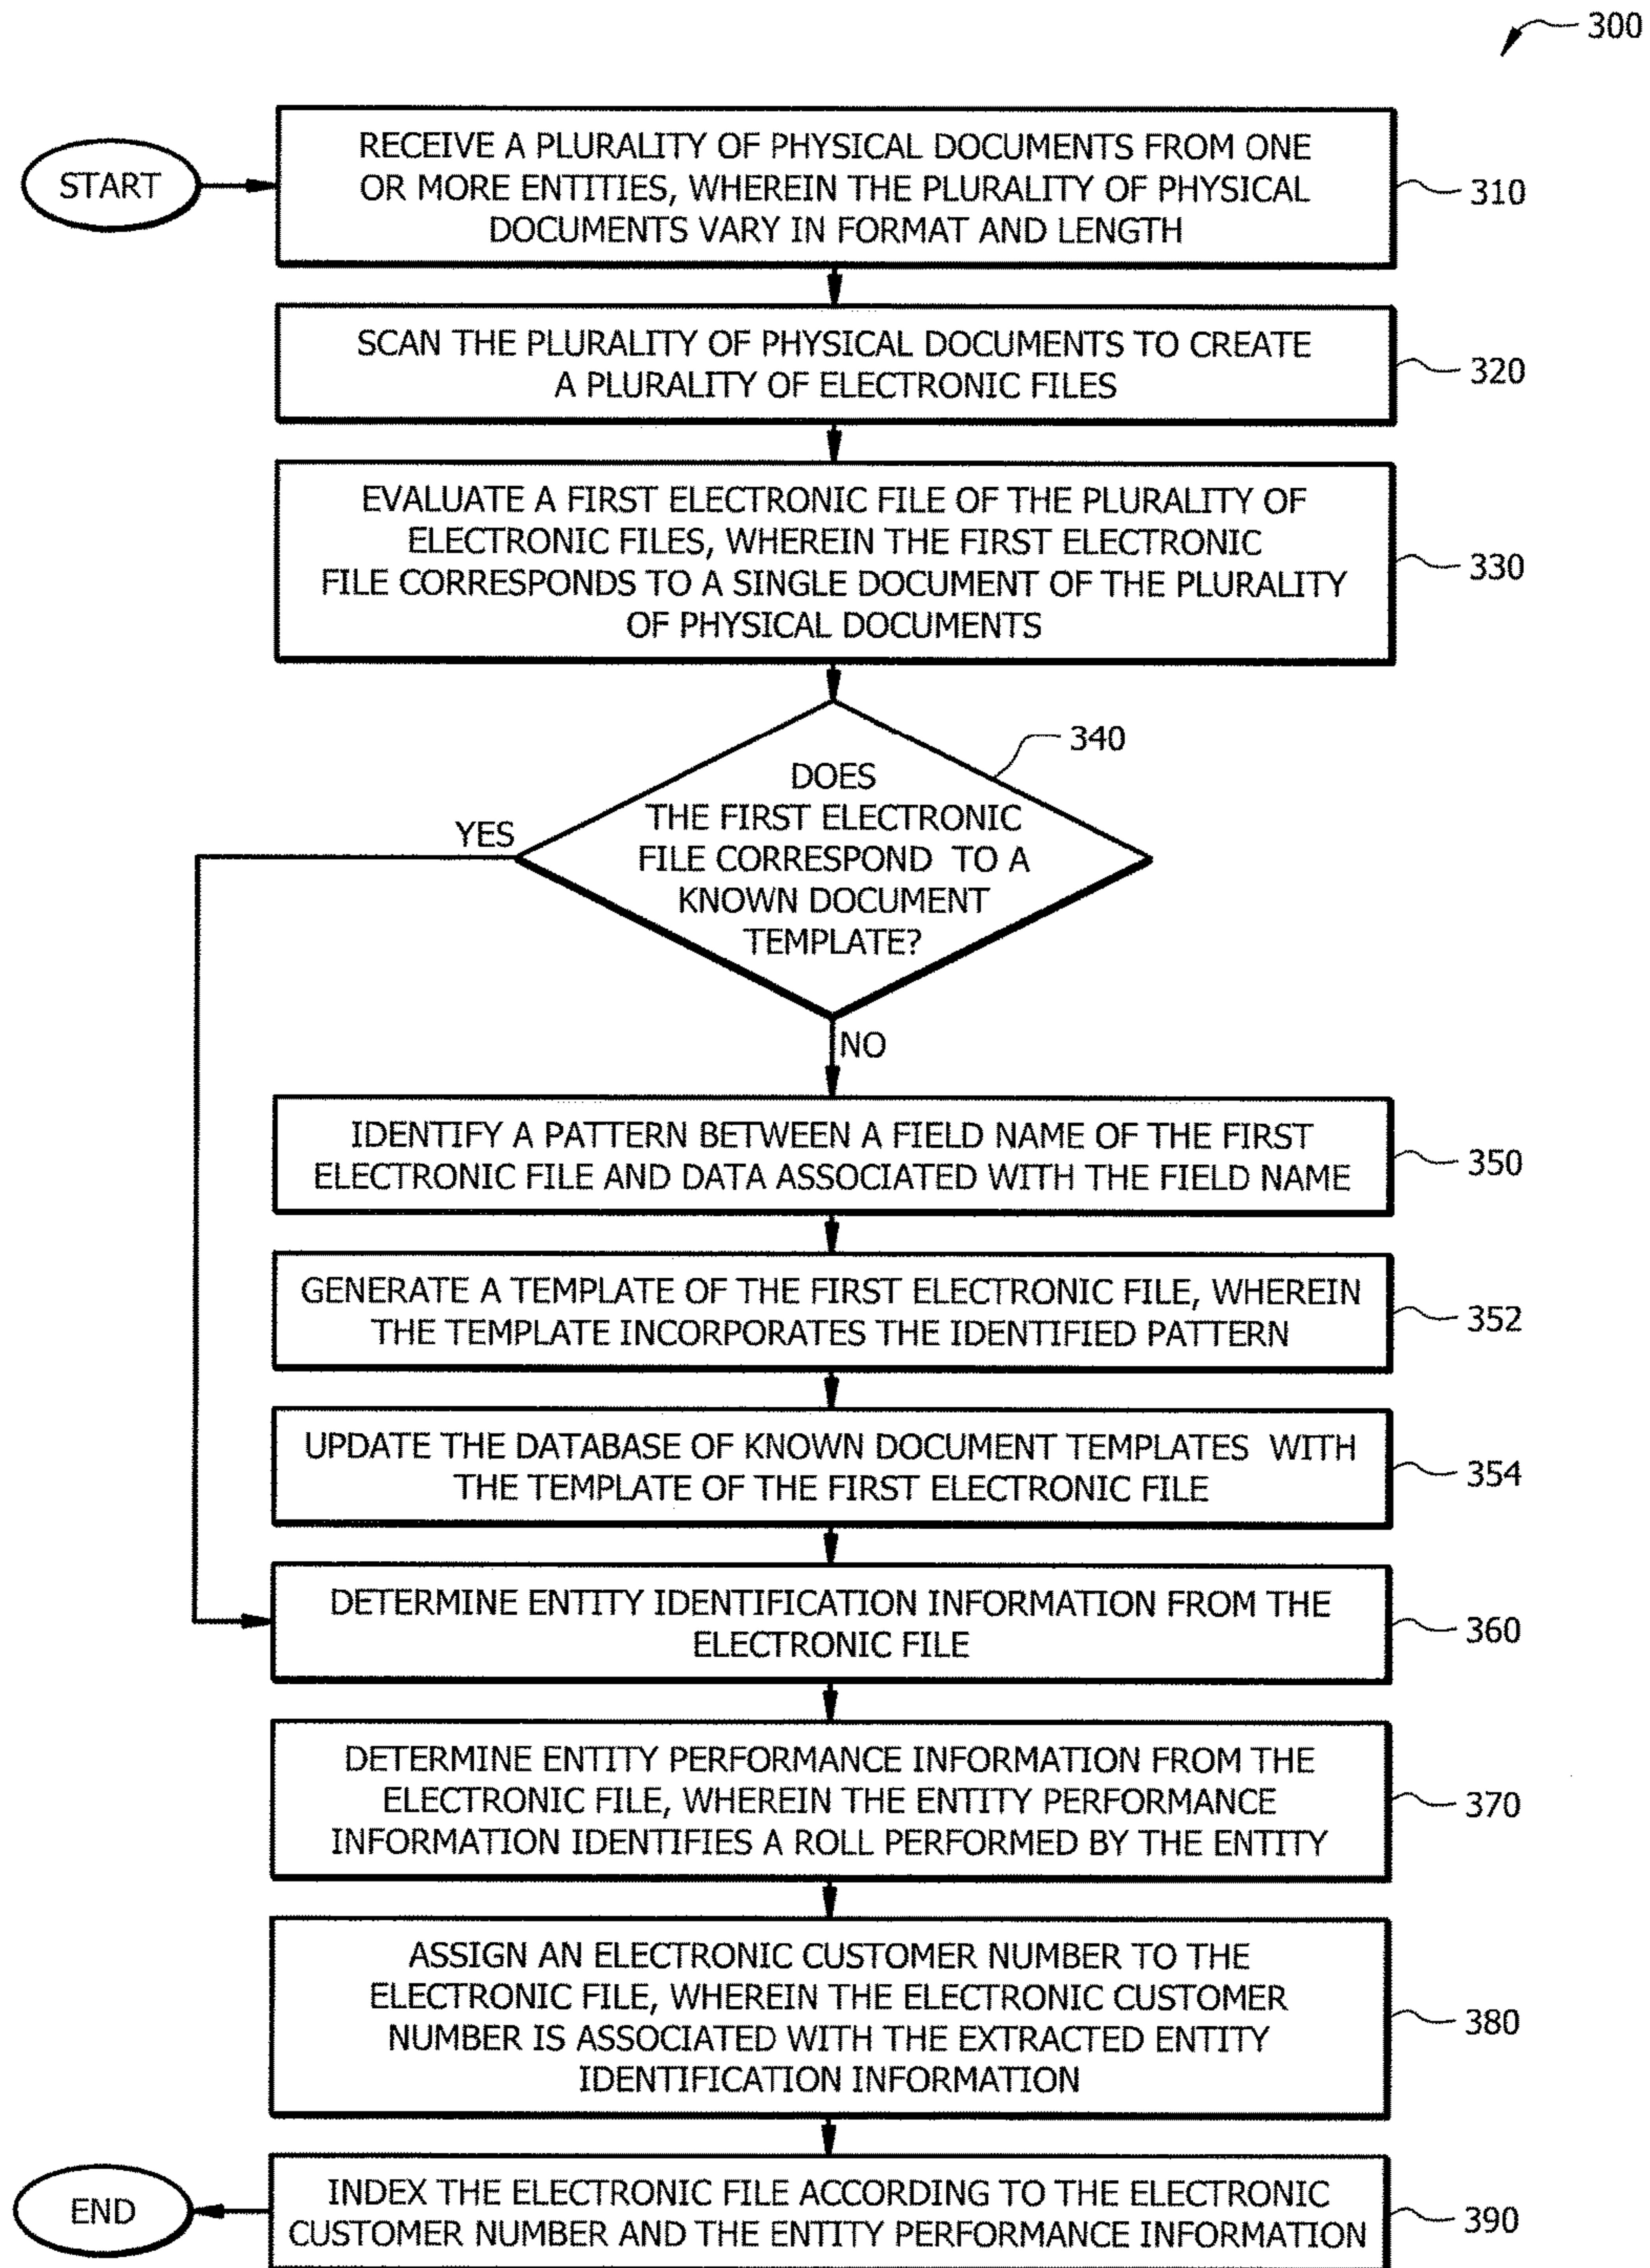 300
START
RECEIVE A PLURALITY OF PHYSICAL DOCUMENTS FROM ONE
OR MORE ENTITIES, WHEREIN THE PLURALITY OF PHYSICAL
DOCUMENTS VARY IN FORMAT AND LENGTH
310
SCAN THE PLURALITY OF PHYSICAL DOCUMENTS TO CREATE
A PLURALITY OF ELECTRONIC FILES
320
EVALUATE A FIRST ELECTRONIC FILE OF THE PLURALITY OF
ELECTRONIC FILES, WHEREIN THE FIRST ELECTRONIC
FILE CORRESPONDS TO A SINGLE DOCUMENT OF THE PLURALITY
OF PHYSICAL DOCUMENTS
330
340
DOES
THE FIRST ELECTRONIC
FILE CORRESPOND TO A
KNOWN DOCUMENT
TEMPLATE?
YES
NO
IDENTIFY A PATTERN BETWEEN A FIELD NAME OF THE FIRST
ELECTRONIC FILE AND DATA ASSOCIATED WITH THE FIELD NAME
350
GENERATE A TEMPLATE OF THE FIRST ELECTRONIC FILE, WHEREIN
THE TEMPLATE INCORPORATES THE IDENTIFIED PATTERN
352
UPDATE THE DATABASE OF KNOWN DOCUMENT TEMPLATES WITH
THE TEMPLATE OF THE FIRST ELECTRONIC FILE
354
DETERMINE ENTITY IDENTIFICATION INFORMATION FROM THE
ELECTRONIC FILE
360
DETERMINE ENTITY PERFORMANCE INFORMATION FROM THE
ELECTRONIC FILE, WHEREIN THE ENTITY PERFORMANCE
INFORMATION IDENTIFIES A ROLL PERFORMED BY THE ENTITY
370
ASSIGN AN ELECTRONIC CUSTOMER NUMBER TO THE
ELECTRONIC FILE, WHEREIN THE ELECTRONIC CUSTOMER
NUMBER IS ASSOCIATED WITH THE EXTRACTED ENTITY
IDENTIFICATION INFORMATION
380
END
INDEX THE ELECTRONIC FILE ACCORDING TO THE ELECTRONIC
CUSTOMER NUMBER AND THE ENTITY PERFORMANCE INFORMATION
390